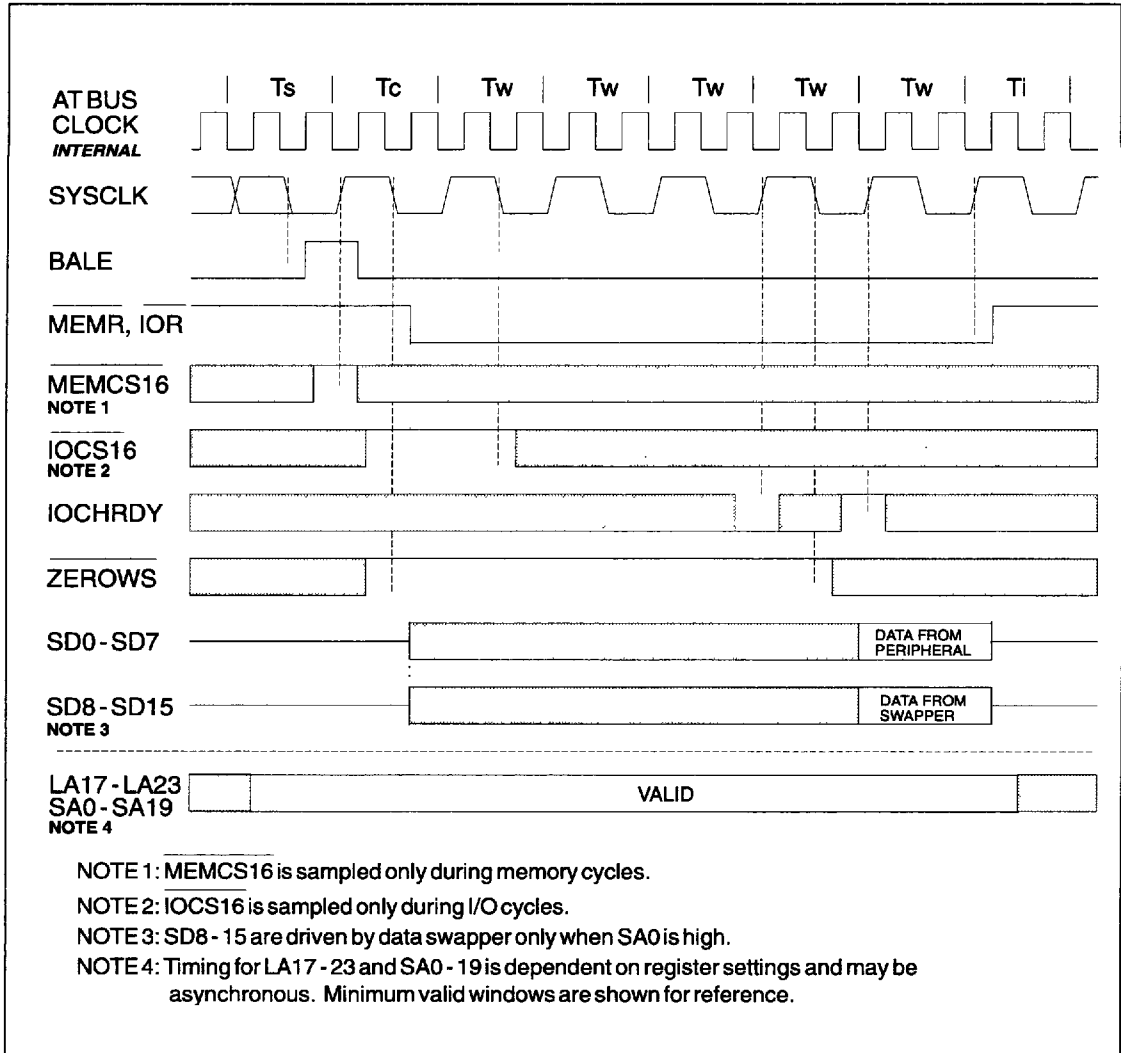 Ts Tc Tw Tw Tw Tw Tw Ti
AT BUS
CLOCK
INTERNAL
SYSCLK
BALE
MEMR, IOR
MEMCS16
NOTE 1
IOCS16
NOTE 2
IOCHRDY
ZEROWS
SD0-SD7
DATA FROM
PERIPHERAL
SD8-SD15
NOTE 3
DATA FROM
SWAPPER
LA17-LA23
SA0-SA19
NOTE 4
VALID
NOTE 1: MEMCS16 is sampled only during memory cycles.
NOTE 2: IOCS16 is sampled only during I/O cycles.
NOTE 3: SD8-15 are driven by data swapper only when SA0 is high.
NOTE 4: Timing for LA17-23 and SA0-19 is dependent on register settings and may be
asynchronous. Minimum valid windows are shown for reference.